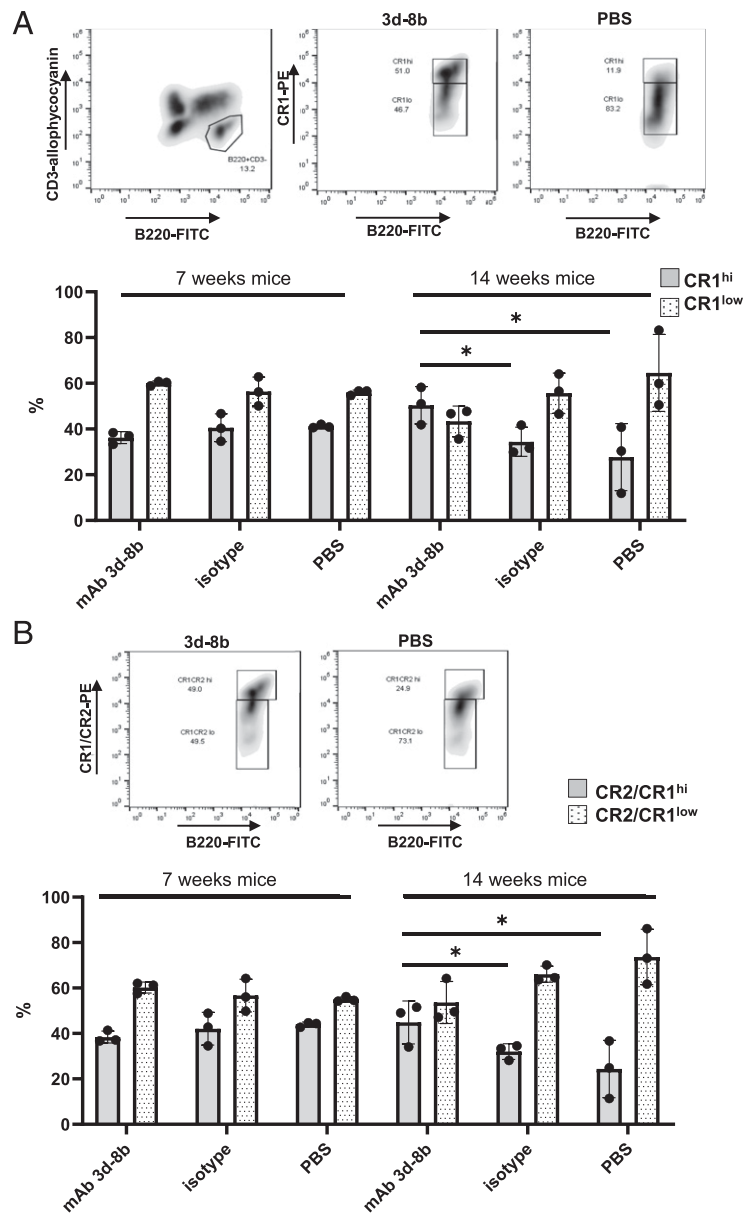 A
3d-8b
PBS
CD3-allophycocyanin
B220+CD3-
13.2
B220-FITC
CR1-PE
CR1hi
51.0
CR1lo
46.7
B220-FITC
CR1hi
11.9
CR1lo
83.2
B220-FITC
CR1hi
CR1low
7 weeks mice
14 weeks mice
*
*
%
100
80
60
40
20
0
mAb 3d-8b
isotype
PBS
mAb 3d-8b
isotype
PBS
B
3d-8b
PBS
CR1/CR2-PE
CR1CR2 hi
49.0
CR1CR2 lo
49.5
B220-FITC
CR1CR2 hi
24.9
CR1CR2 lo
73.1
B220-FITC
CR2/CR1hi
CR2/CR1low
7 weeks mice
14 weeks mice
*
*
%
100
80
60
40
20
0
mAb 3d-8b
isotype
PBS
mAb 3d-8b
isotype
PBS